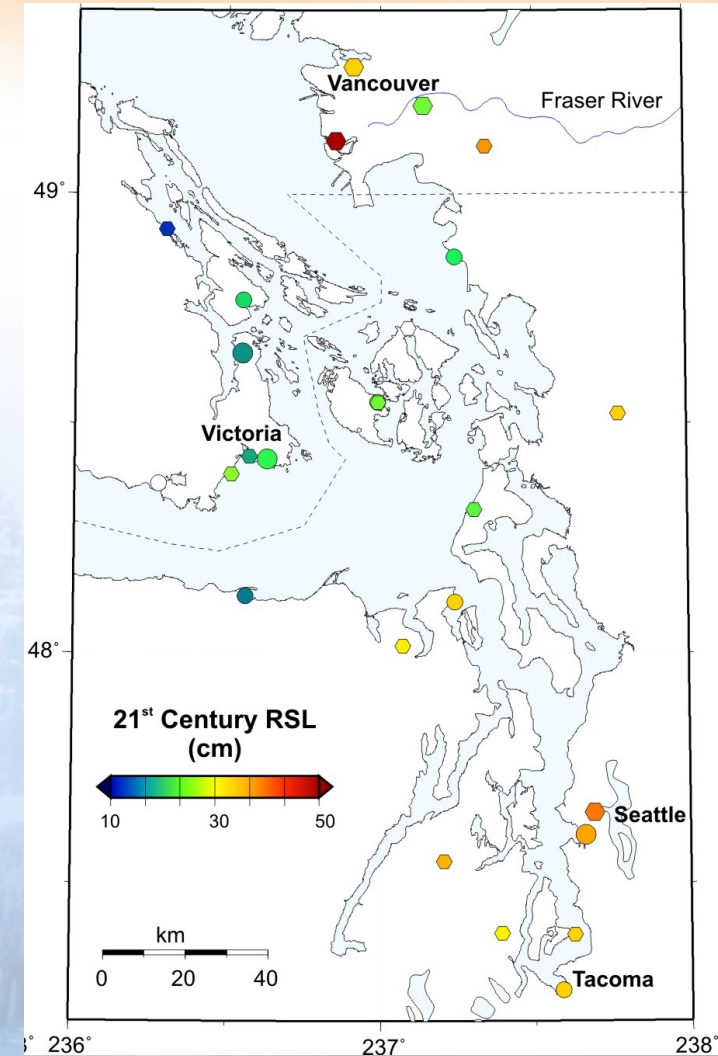 Vancouver
Fraser River
49°
Victoria
48°
21st Century RSL
(cm)
10 30 50
Seattle
km
0 20 40
Tacoma
° 236° 237° 238°